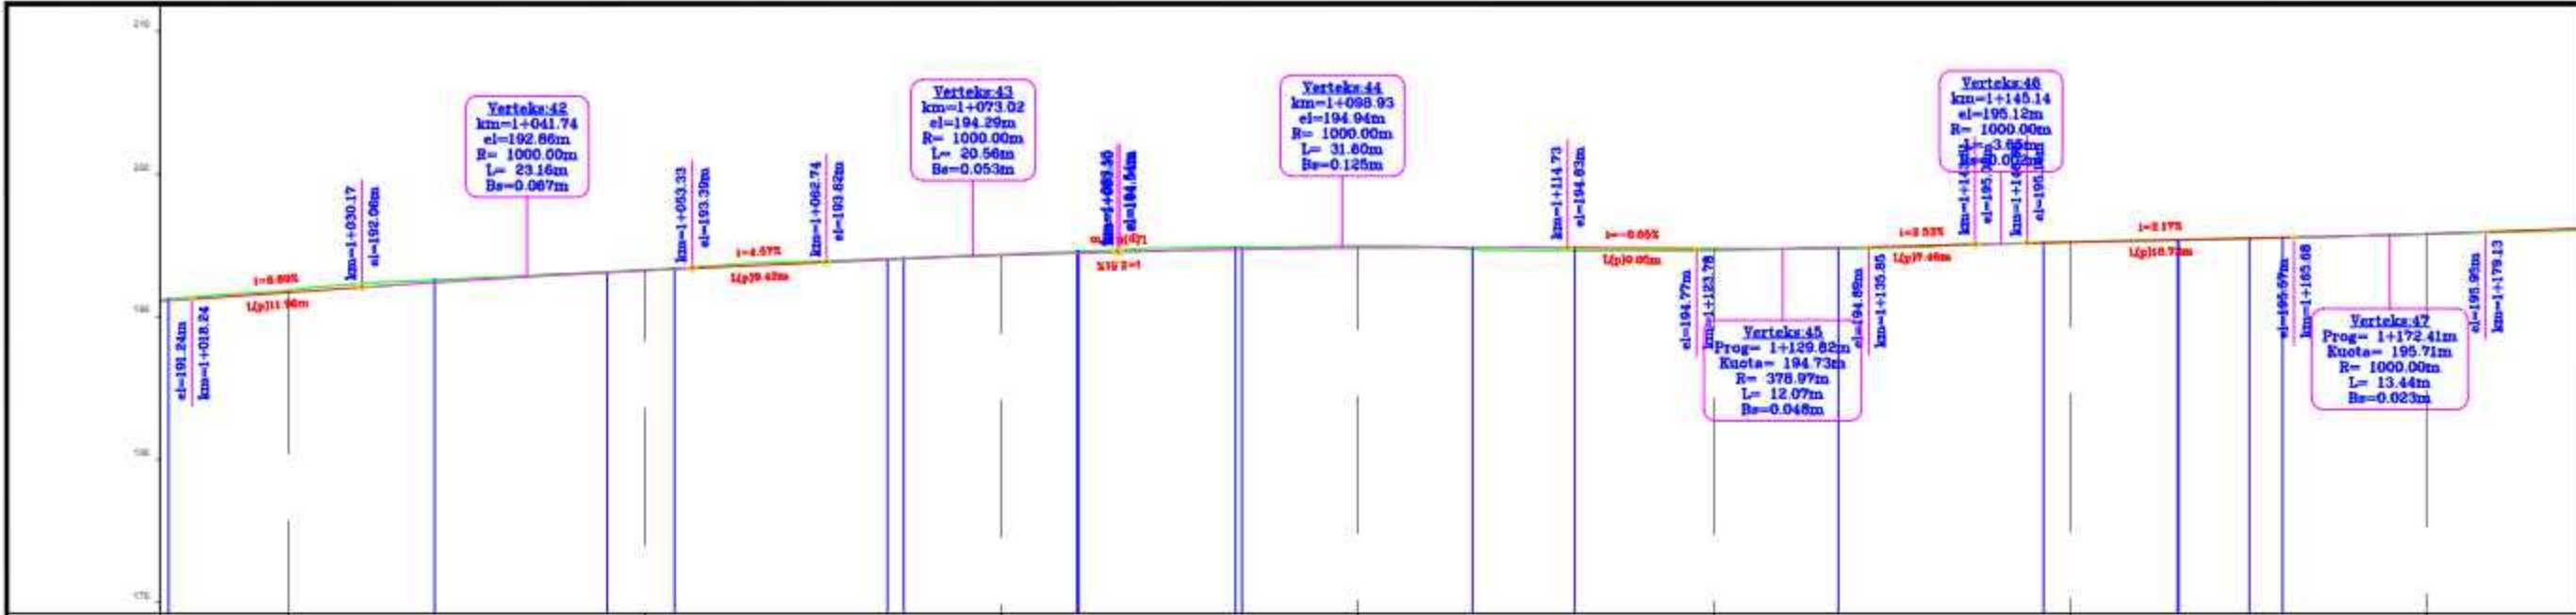 210
200
Verteks:42
km=1+041.74
el=192.86m
R= 1000.00m
L= 23.16m
Bs=0.067m
Verteks:43
km=1+073.02
el=194.29m
R= 1000.00m
L= 20.56m
Bs=0.053m
Verteks:44
km=1+098.93
el=194.94m
R= 1000.00m
L= 31.60m
Bs=0.125m
Verteks:46
km=1+145.14
el=195.12m
R= 1000.00m
km=1+030.17
el=192.06m
km=1+053.33
el=193.39m
km=1+062.74
el=193.82m
km=1+114.73
el=194.83m
i=4.57%
L(p)9.42m
i=2.17%
el=191.24m
km=1+018.24
el=194.77m
km=1+123.78
el=194.89m
km=1+135.85
el=195.57m
km=1+165.68
el=195.95m
km=1+179.13
Verteks:45
Prog= 1+129.82m
Kuota= 194.73m
R= 378.97m
L= 12.07m
Bs=0.048m
Verteks:47
Prog= 1+172.41m
Kuota= 195.71m
R= 1000.00m
L= 13.44m
Bs=0.023m